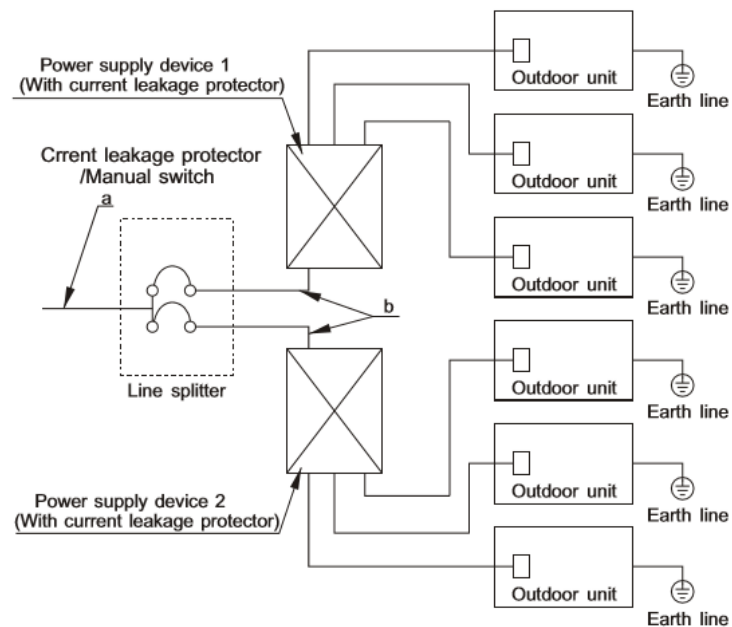 Power supply device 1
(With current leakage protector)
Crrent leakage protector
/Manual switch
a
b
Line splitter
Power supply device 2
(With current leakage protector)
Outdoor unit
Earth line
Outdoor unit
Earth line
Outdoor unit
Earth line
Outdoor unit
Earth line
Outdoor unit
Earth line
Outdoor unit
Earth line